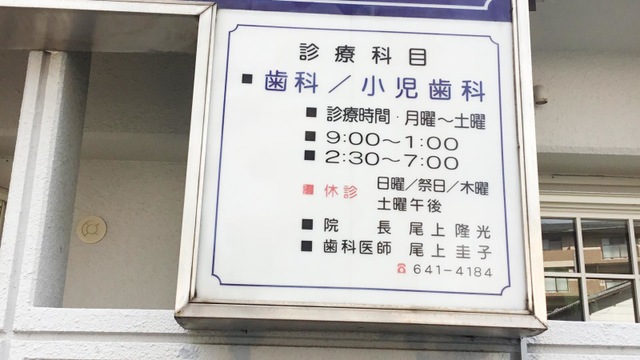 診療科目
■歯科／小児歯科
■診療時間・月曜〜土曜
■9:00〜1:00
■2:30〜7:00
■休診 日曜／祭日／木曜
土曜午後
■院長 尾上隆光
■歯科医師 尾上圭子
☎641-4184